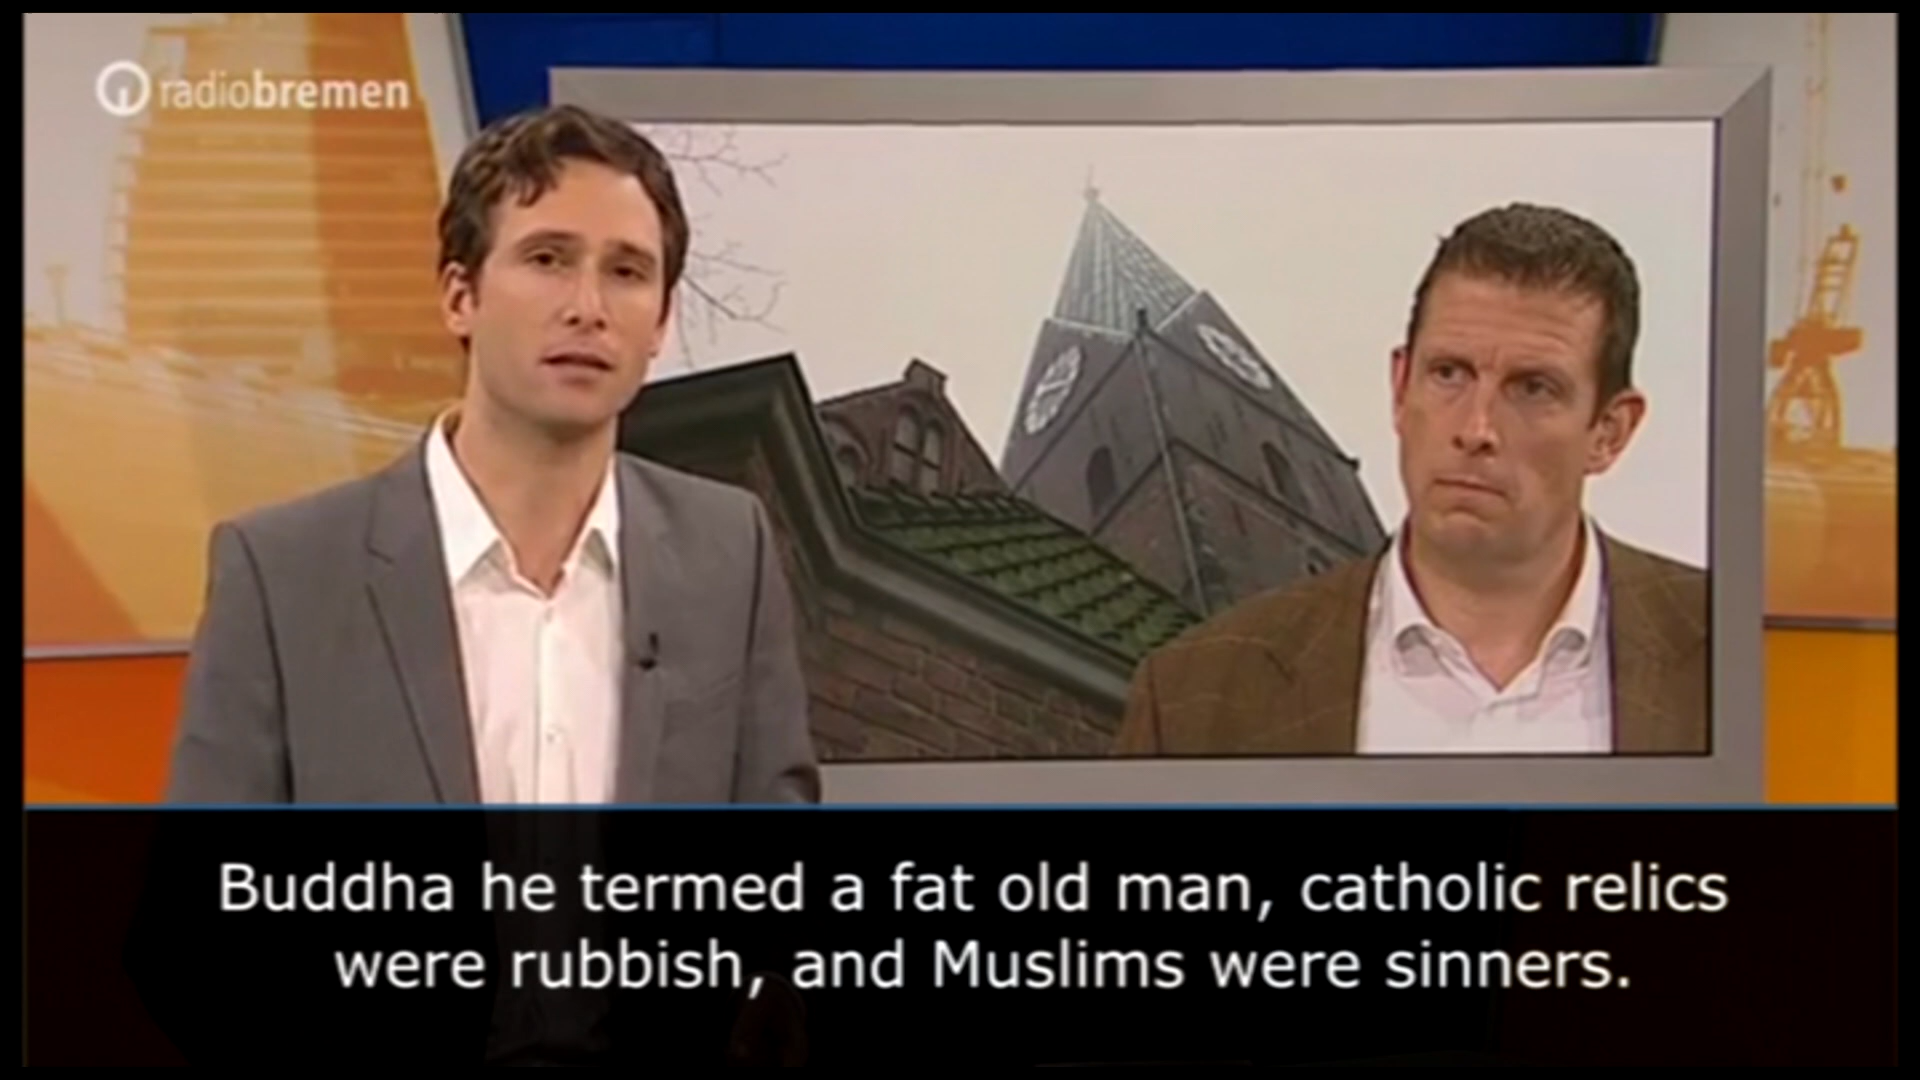 radiobremen
Buddha he termed a fat old man, catholic relics
were rubbish, and Muslims were sinners.